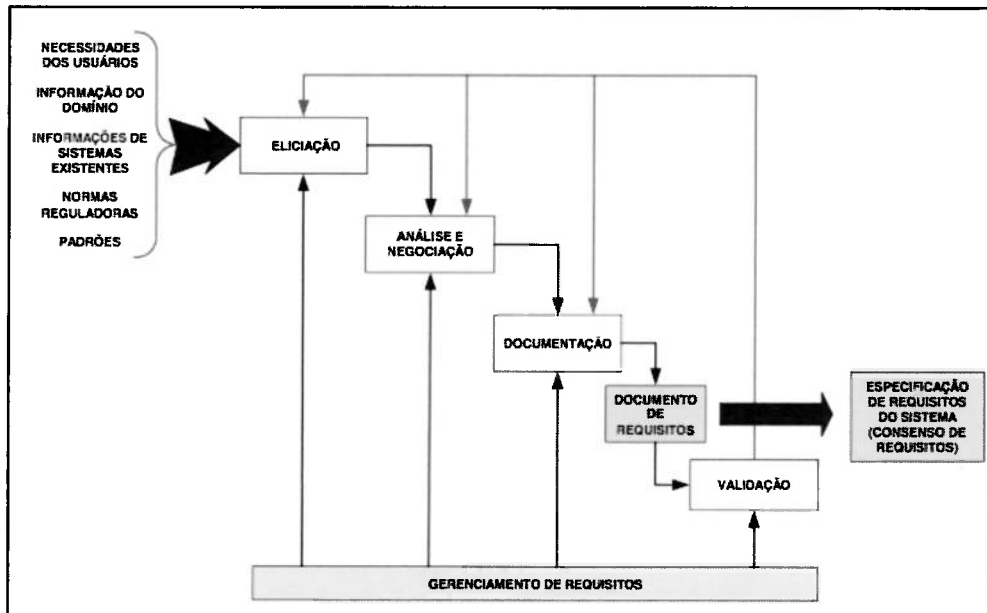 NECESSIDADES
DOS USUÁRIOS
INFORMAÇÃO DO
DOMÍNIO
INFORMAÇÕES DE
SISTEMAS
EXISTENTES
NORMAS
REGULADORAS
PADRÕES
ELICIAÇÃO
ANÁLISE E
NEGOCIAÇÃO
DOCUMENTAÇÃO
DOCUMENTO
DE
REQUISITOS
ESPECIFICAÇÃO
DE REQUISITOS
DO SISTEMA
(CONSENSO DE
REQUISITOS)
VALIDAÇÃO
GERENCIAMENTO DE REQUISITOS